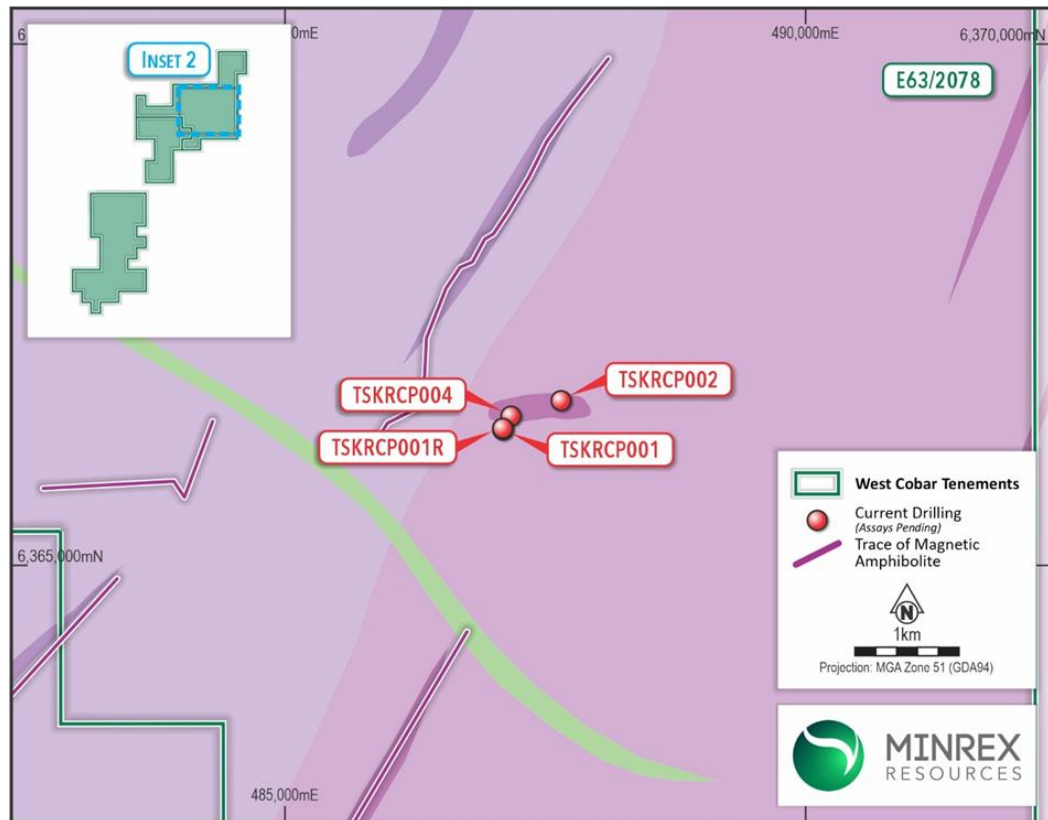 INSET 2
0mE
490,000mE
6,370,000mN
E63/2078
TSKRCP004
TSKRCP002
TSKRCP001R
TSKRCP001
6,365,000mN
485,000mE
West Cobar Tenements
Current Drilling
(Assays Pending)
Trace of Magnetic
Amphibolite
N
1km
Projection: MGA Zone 51 (GDA94)
MINREX
RESOURCES